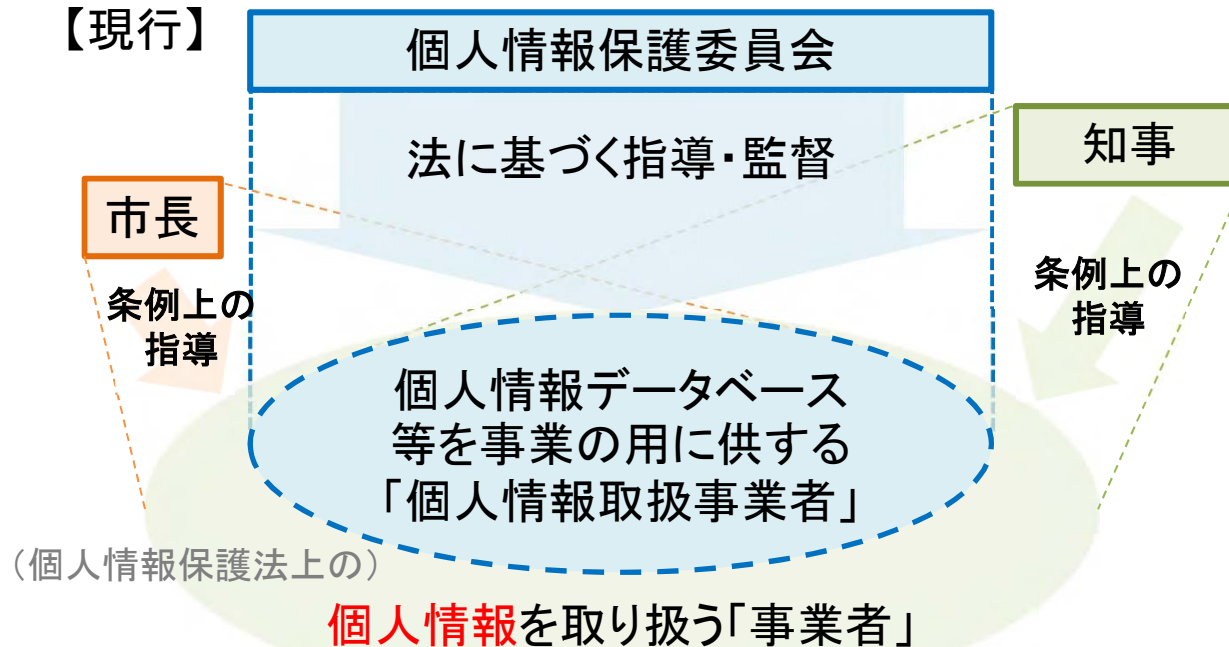 【現行】
個人情報保護委員会
法に基づく指導・監督
知事
市長
条例上の
指導
条例上の
指導
個人情報データベース
等を事業の用に供する
「個人情報取扱事業者」
（個人情報保護法上の）
個人情報を取り扱う「事業者」